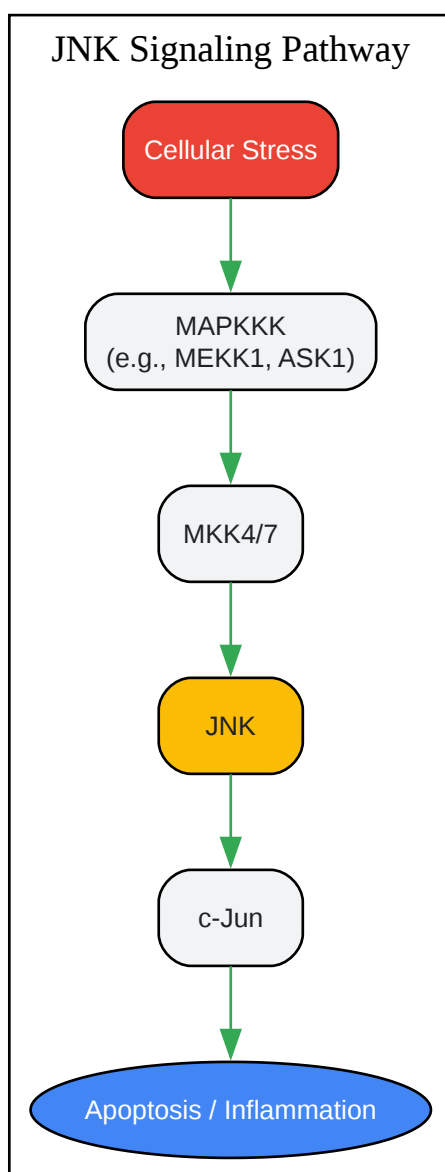 JNK Signaling Pathway
Cellular Stress
MAPKKK
(e.g., MEKK1, ASK1)
MKK4/7
JNK
c-Jun
Apoptosis / Inflammation